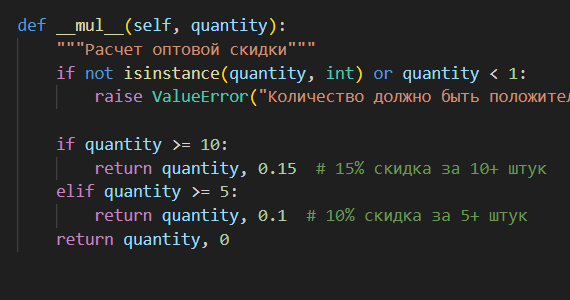 def __mul__(self, quantity):
"""Расчет оптовой скидки"""
if not isinstance(quantity, int) or quantity < 1:
raise ValueError("Количество должно быть
if quantity >= 10:
return quantity, 0.15  # 15% скидка за 10+ штук
elif quantity >= 5:
return quantity, 0.1  # 10% скидка за 5+ штук
return quantity, 0